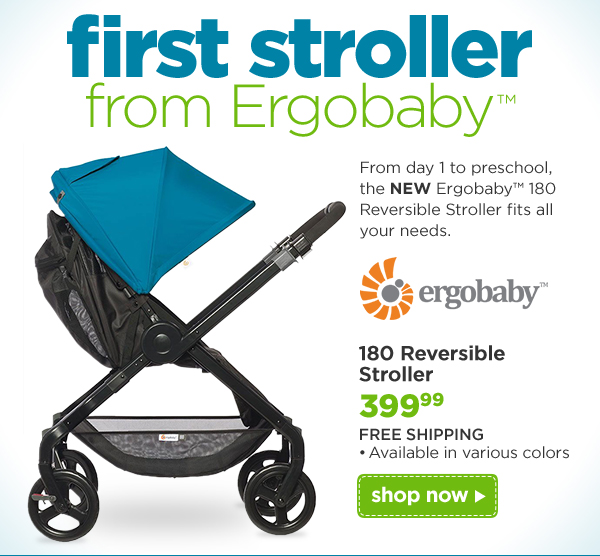 first stroller
from Ergobaby™
From day 1 to preschool,
the NEW Ergobaby™ 180
Reversible Stroller fits all
your needs.
ergobaby™
180 Reversible
Stroller
399⁹⁹
FREE SHIPPING
• Available in various colors
shop now ▸